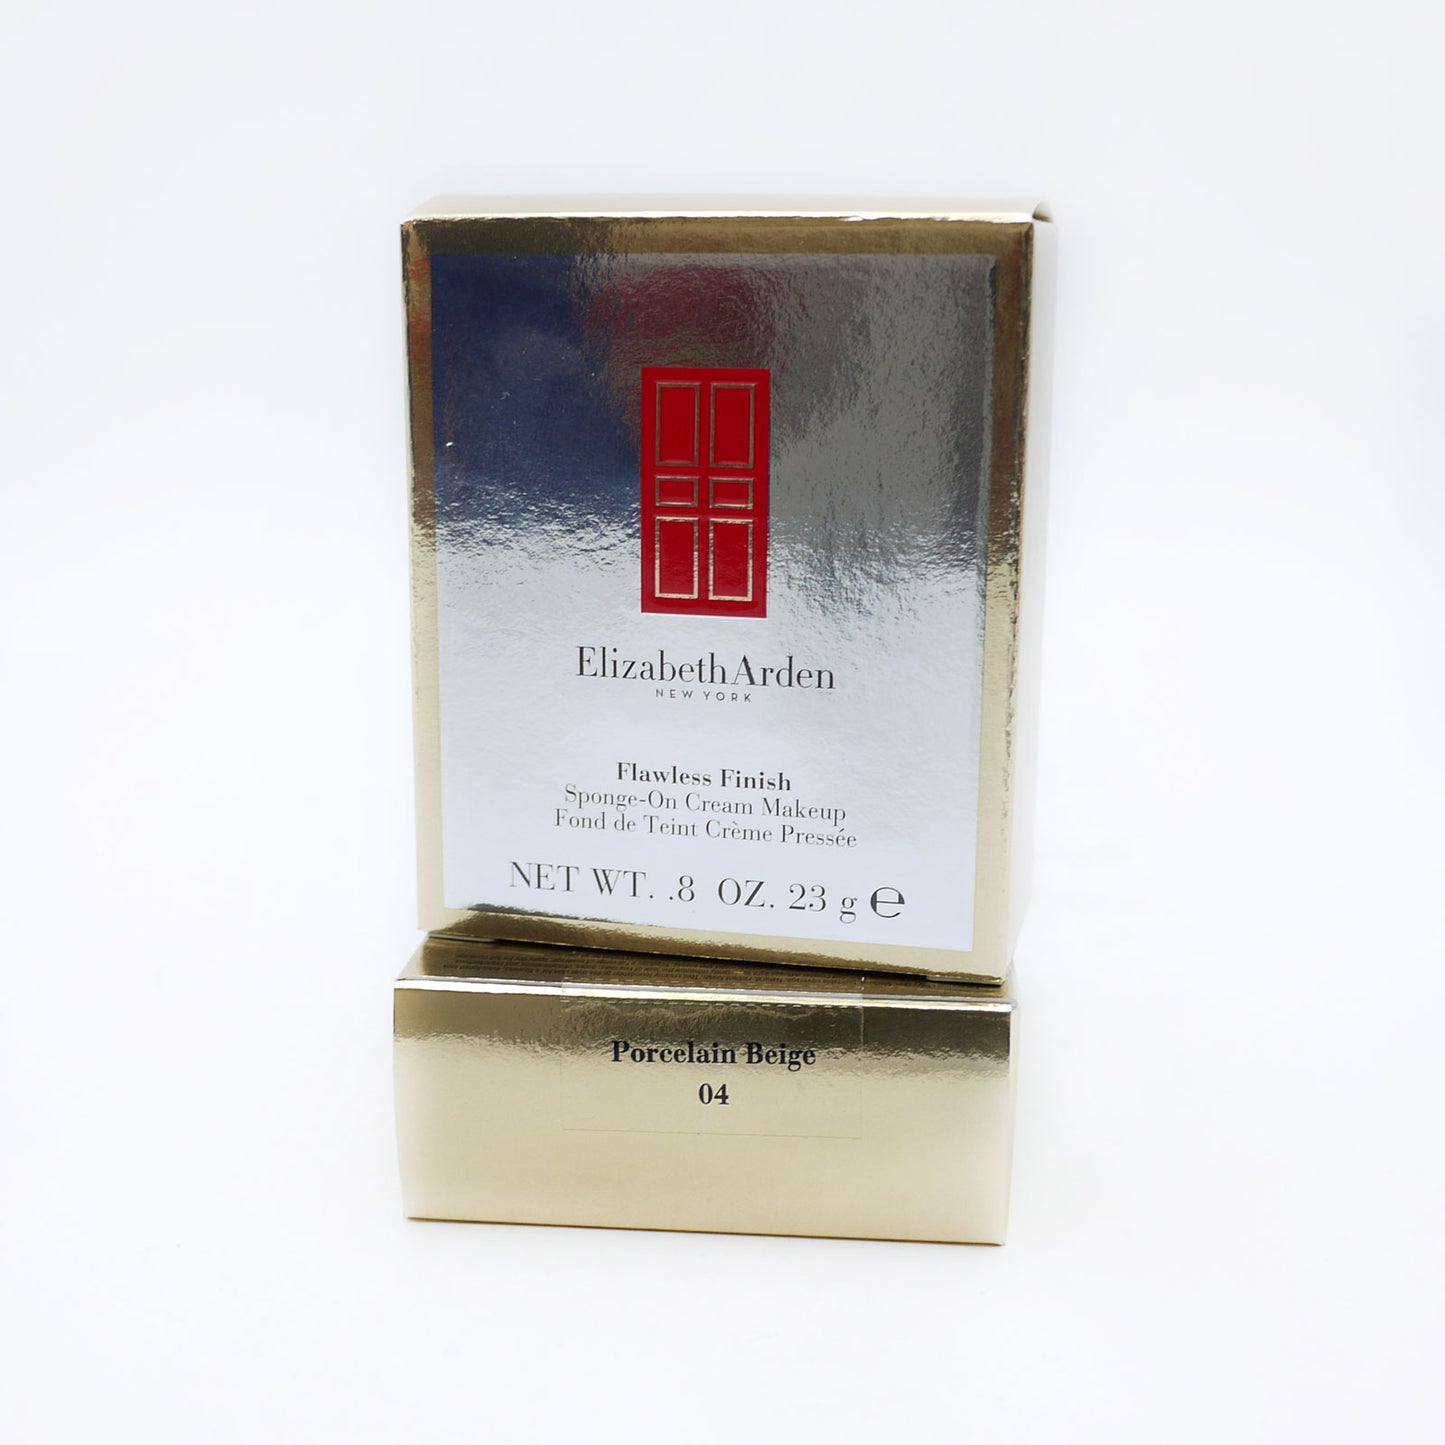 Elizabeth Arden
NEW YORK
Flawless Finish
Sponge-On Cream Makeup
Fond de Teint Crème Pressée
NET WT. .8 OZ. 23 g ℮
Porcelain Beige
04